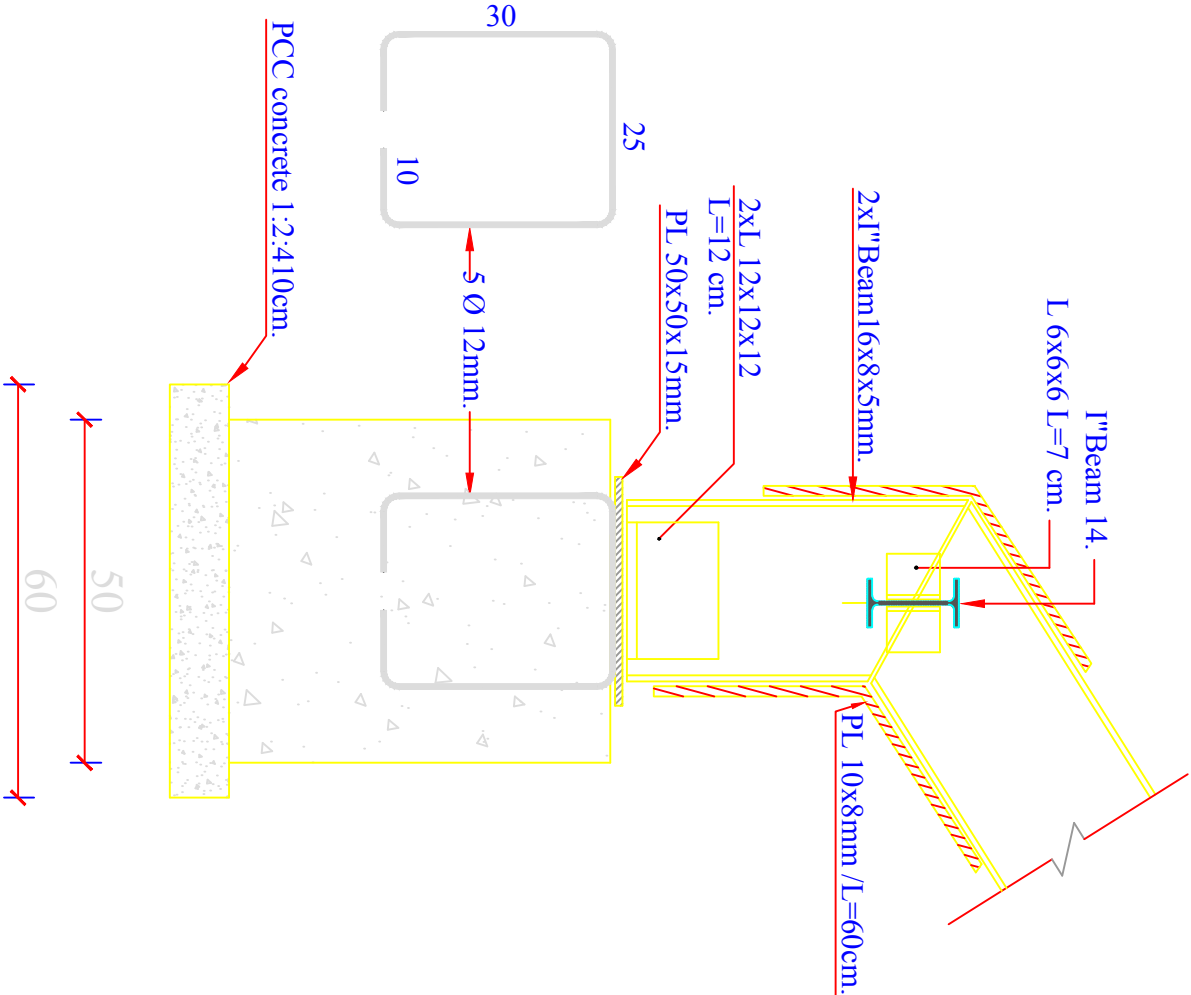 I"Beam 14.
L 6x6x6 L=7 cm.
2xI"Beam16x8x5mm.
2xL 12x12x12
L=12 cm.
PL 50x50x15mm.
PL 10x8mm /L=60cm.
30
25
10
5 Ø 12mm.
PCC concrete 1:2:410cm.
50
60